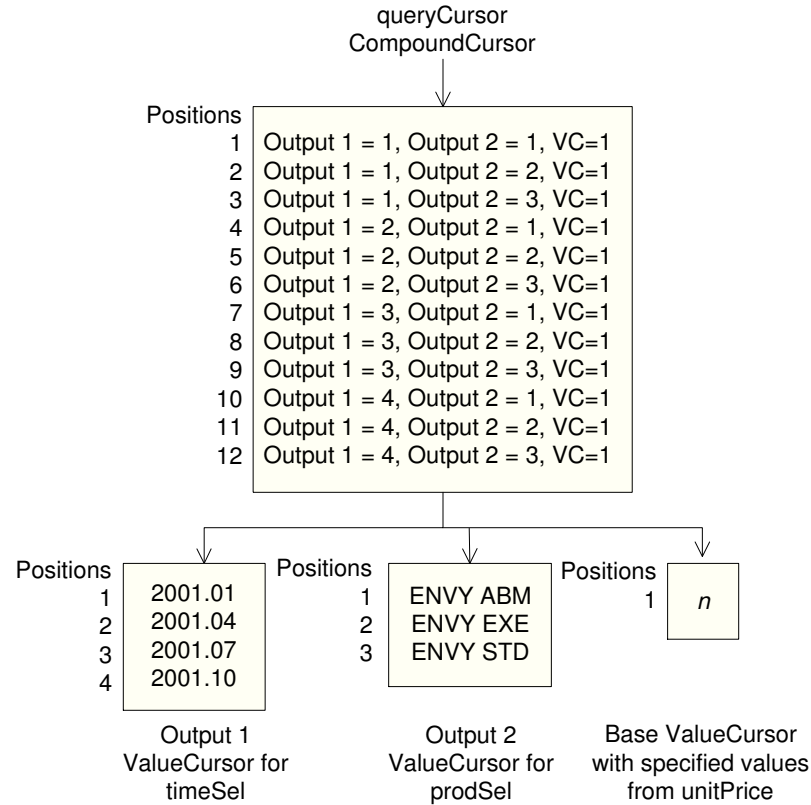 queryCursor
CompoundCursor
Positions
1 Output 1 = 1, Output 2 = 1, VC=1
2 Output 1 = 1, Output 2 = 2, VC=1
3 Output 1 = 1, Output 2 = 3, VC=1
4 Output 1 = 2, Output 2 = 1, VC=1
5 Output 1 = 2, Output 2 = 2, VC=1
6 Output 1 = 2, Output 2 = 3, VC=1
7 Output 1 = 3, Output 2 = 1, VC=1
8 Output 1 = 3, Output 2 = 2, VC=1
9 Output 1 = 3, Output 2 = 3, VC=1
10 Output 1 = 4, Output 2 = 1, VC=1
11 Output 1 = 4, Output 2 = 2, VC=1
12 Output 1 = 4, Output 2 = 3, VC=1
Positions
1 2001.01
2 2001.04
3 2001.07
4 2001.10
Output 1
ValueCursor for
timeSel
Positions
1 ENVY ABM
2 ENVY EXE
3 ENVY STD
Output 2
ValueCursor for
prodSel
Positions
1 n
Base ValueCursor
with specified values
from unitPrice